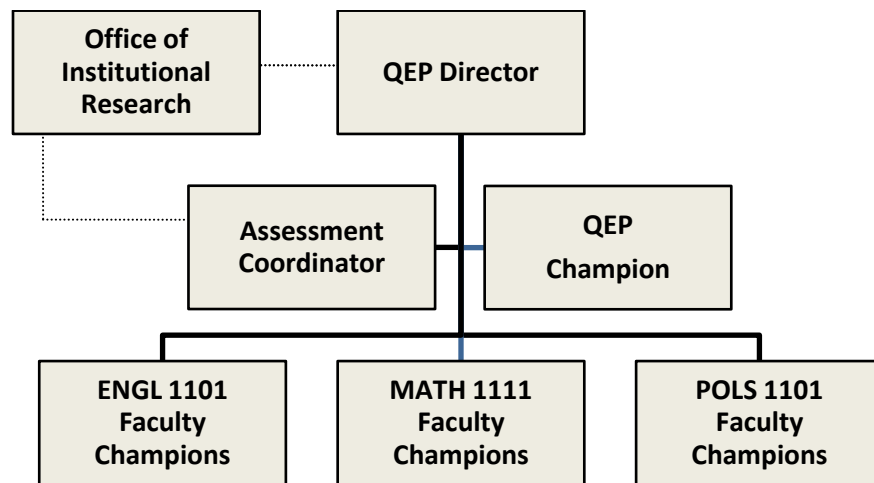 Office of
Institutional
Research
QEP Director
Assessment
Coordinator
QEP
Champion
ENGL 1101
Faculty
Champions
MATH 1111
Faculty
Champions
POLS 1101
Faculty
Champions